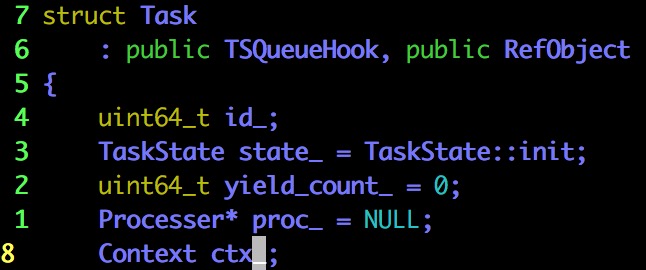 7 struct Task
6     : public TSQueueHook, public RefObject
5 {
4     uint64_t id_;
3     TaskState state_ = TaskState::init;
2     uint64_t yield_count_ = 0;
1     Processer* proc_ = NULL;
8     Context ctx_;